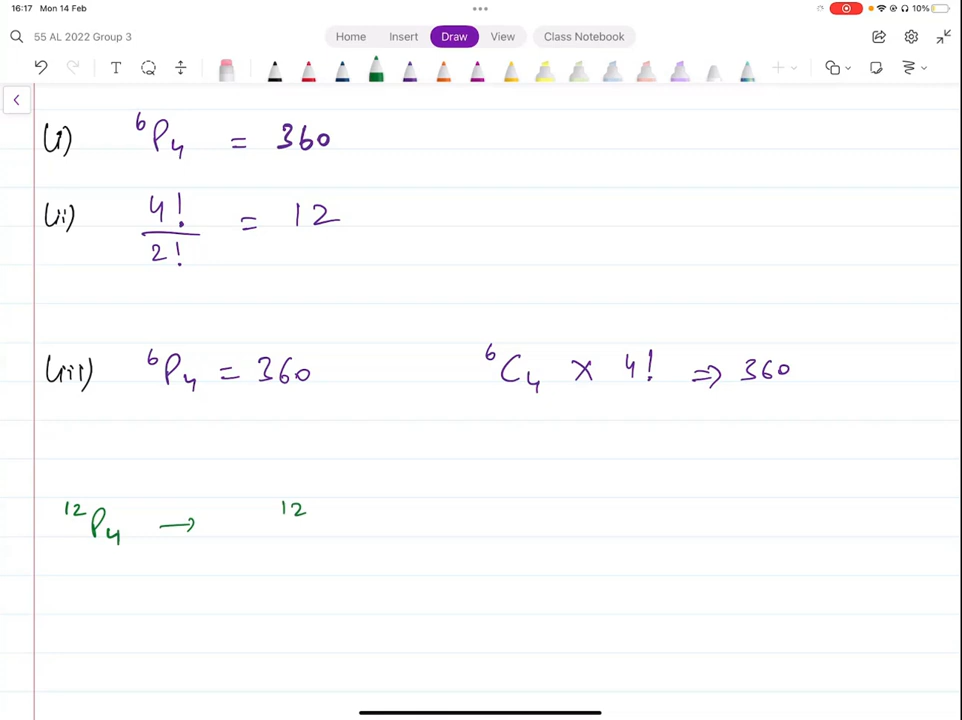 16:17 Mon 14 Feb 10%
55 AL 2022 Group 3 Home Insert Draw View Class Notebook
T
(i) ⁶P₄ = 360
(ii) 4!/2! = 12
(iii) ⁶P₄ = 360 ⁶C₄ × 4! ⇒ 360
¹²P₄ → 12